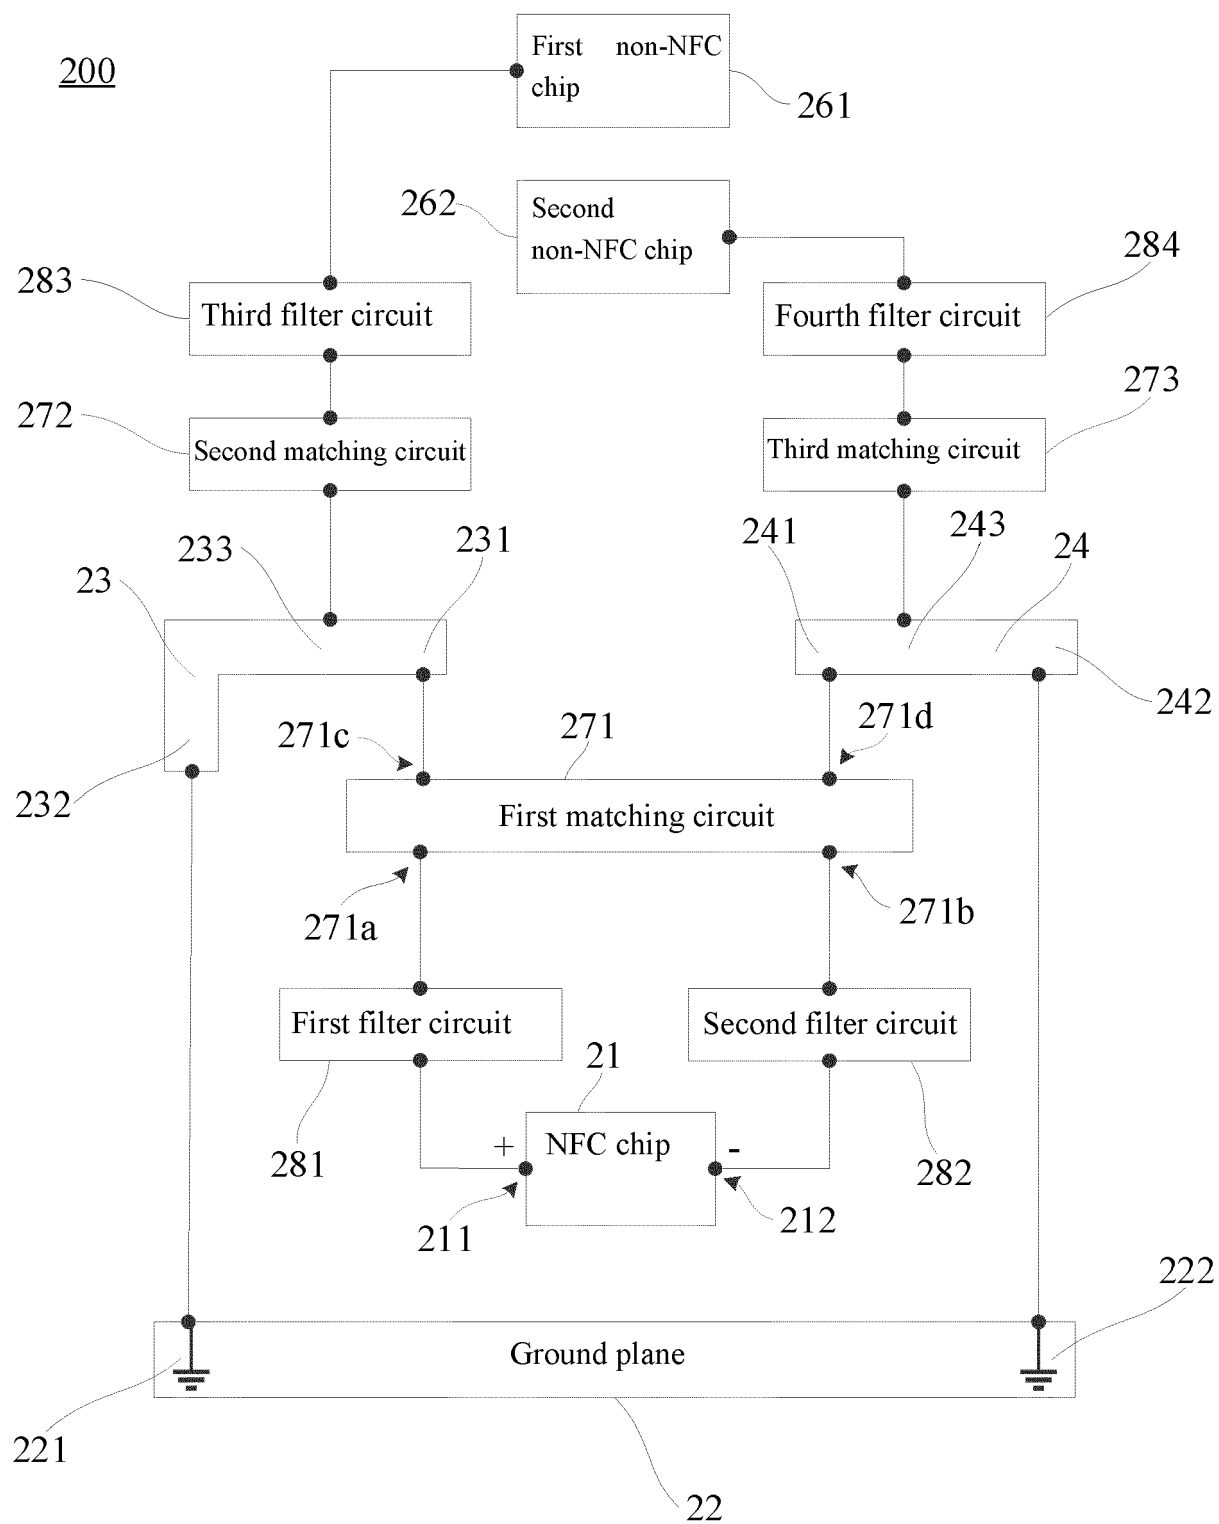 200
First non-NFC
chip
261
262
Second
non-NFC chip
283
Third filter circuit
284
Fourth filter circuit
272
Second matching circuit
273
Third matching circuit
23
233
231
241
243
24
232
242
271c
271
271d
First matching circuit
271a
271b
First filter circuit
Second filter circuit
281
21
282
+
NFC chip
-
211
212
222
Ground plane
221
22